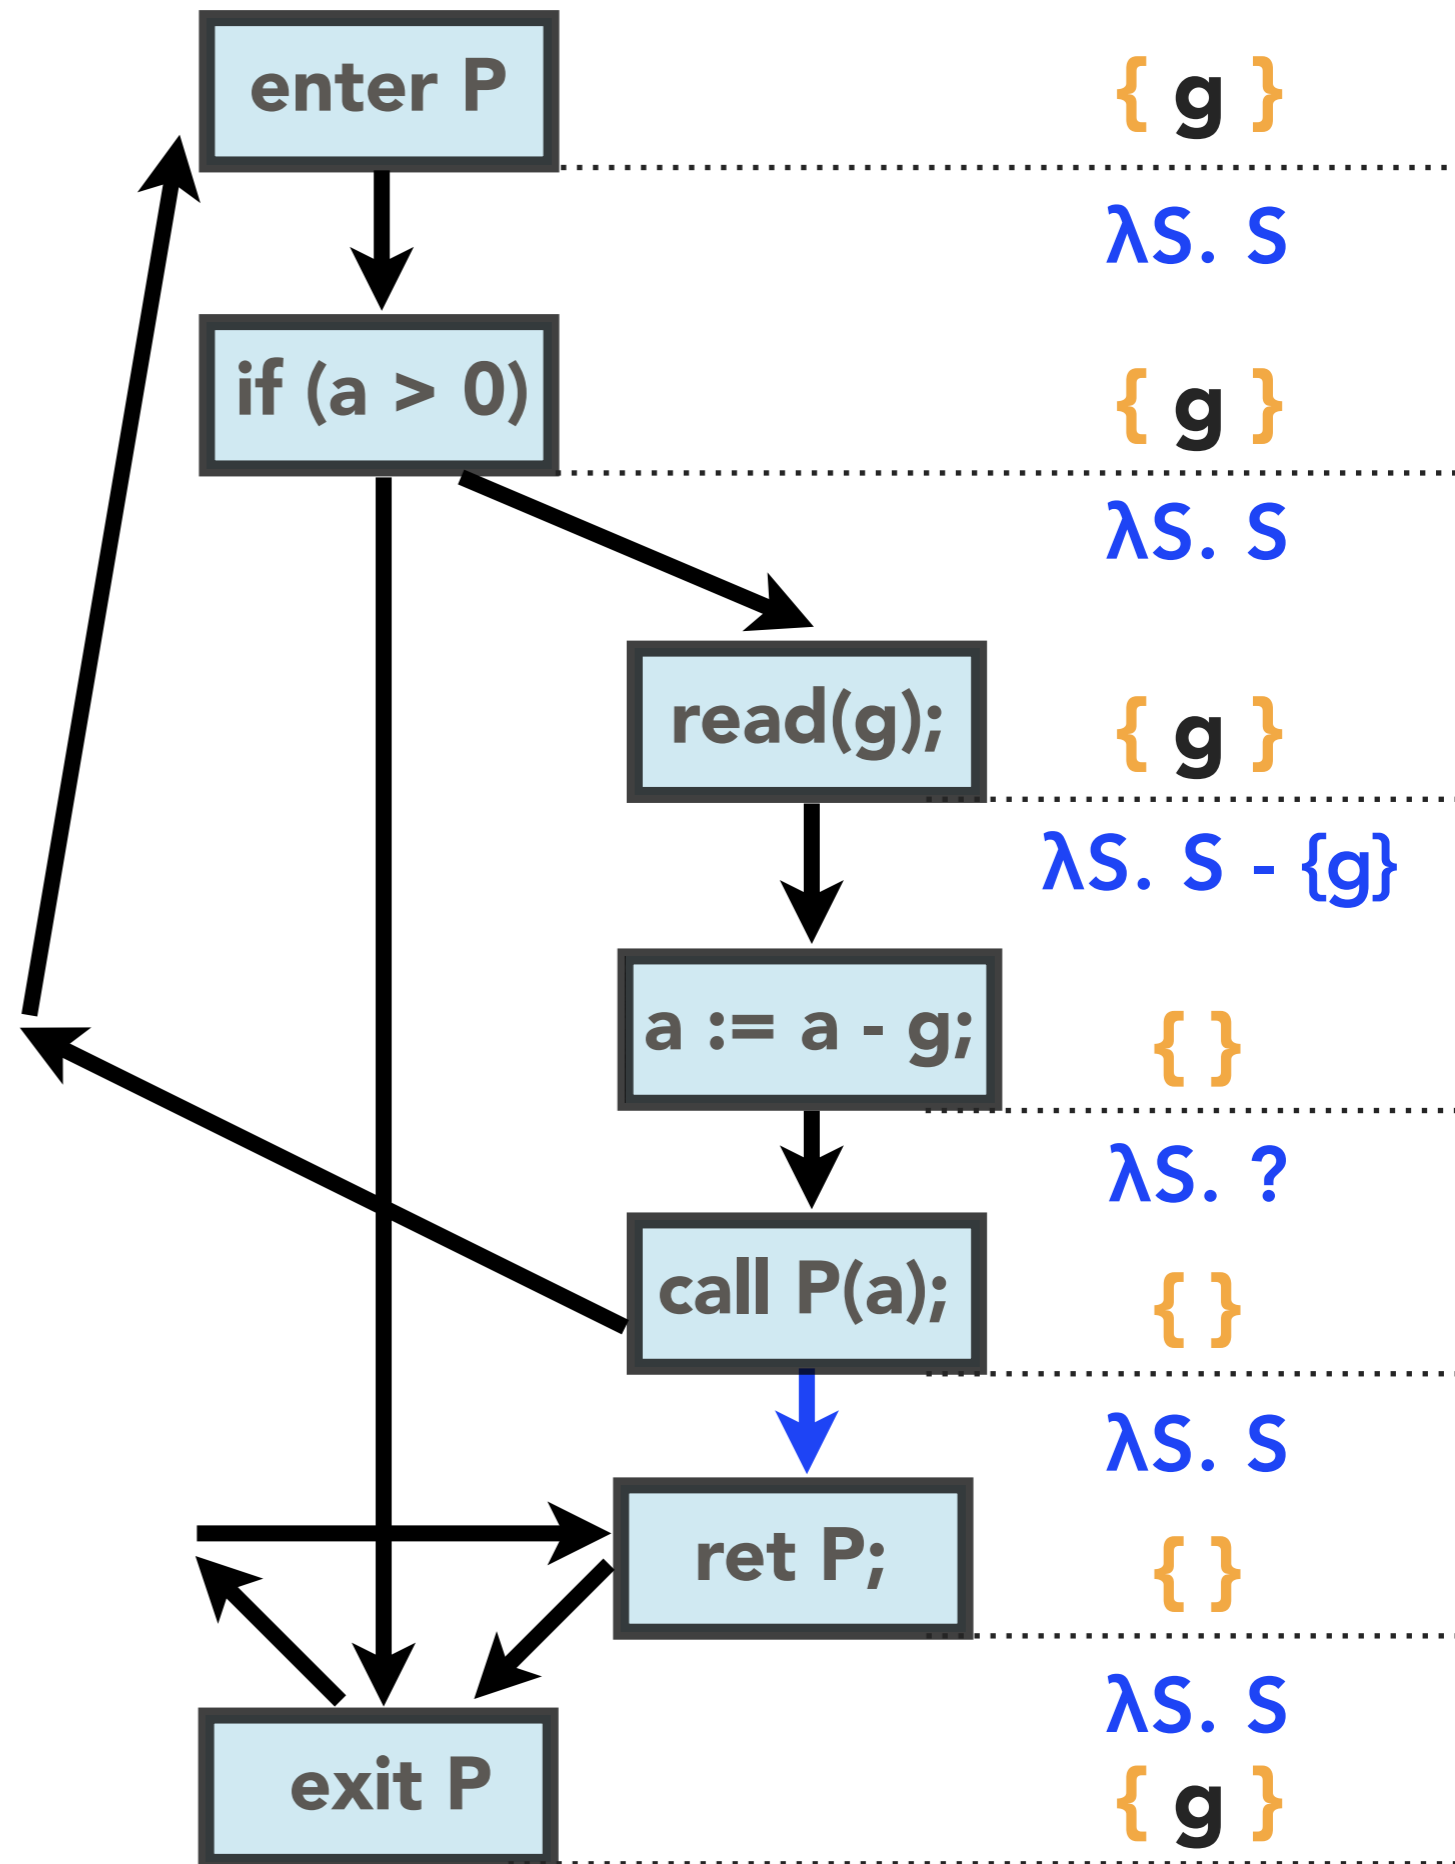 enter P
{ g }
λS. S
if (a > 0)
{ g }
λS. S
read(g);
{ g }
λS. S - {g}
a := a - g;
{ }
λS. ?
call P(a);
{ }
λS. S
ret P;
{ }
λS. S
exit P
{ g }